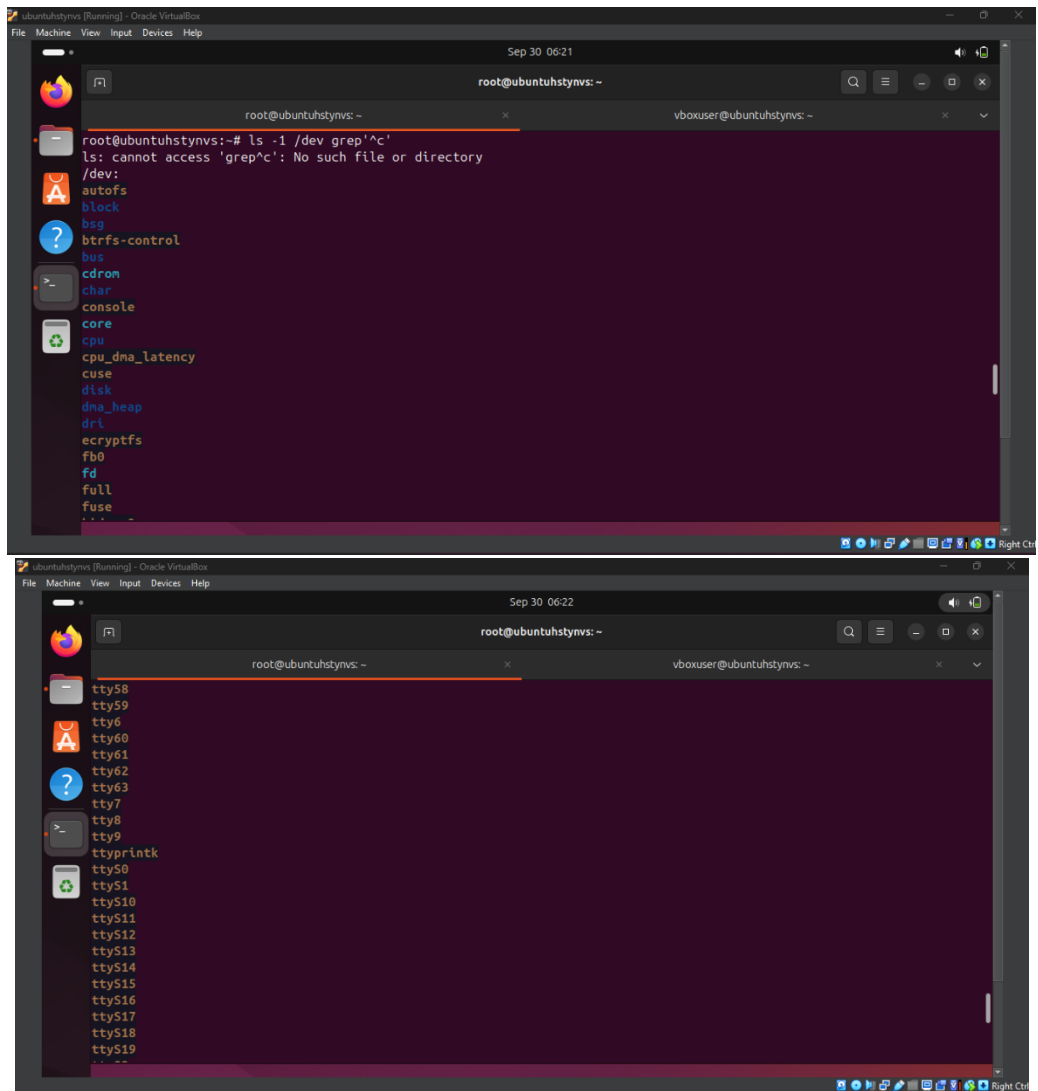 ubuntuhstynvs [Running] - Oracle VirtualBox
File Machine View Input Devices Help
Sep 30 06:21
root@ubuntuhstynvs: ~
root@ubuntuhstynvs: ~ vboxuser@ubuntuhstynvs: ~
root@ubuntuhstynvs:~# ls -1 /dev grep'^c'
ls: cannot access 'grep^c': No such file or directory
/dev:
autofs
block
bsg
btrfs-control
bus
cdrom
char
console
core
cpu
cpu_dma_latency
cuse
disk
dma_heap
dri
ecryptfs
fb0
fd
full
fuse
Right Ctrl
ubuntuhstynvs [Running] - Oracle VirtualBox
File Machine View Input Devices Help
Sep 30 06:22
root@ubuntuhstynvs: ~
root@ubuntuhstynvs: ~ vboxuser@ubuntuhstynvs: ~
tty58
tty59
tty6
tty60
tty61
tty62
tty63
tty7
tty8
tty9
ttyprintk
ttyS0
ttyS1
ttyS10
ttyS11
ttyS12
ttyS13
ttyS14
ttyS15
ttyS16
ttyS17
ttyS18
ttyS19
Right Ctrl